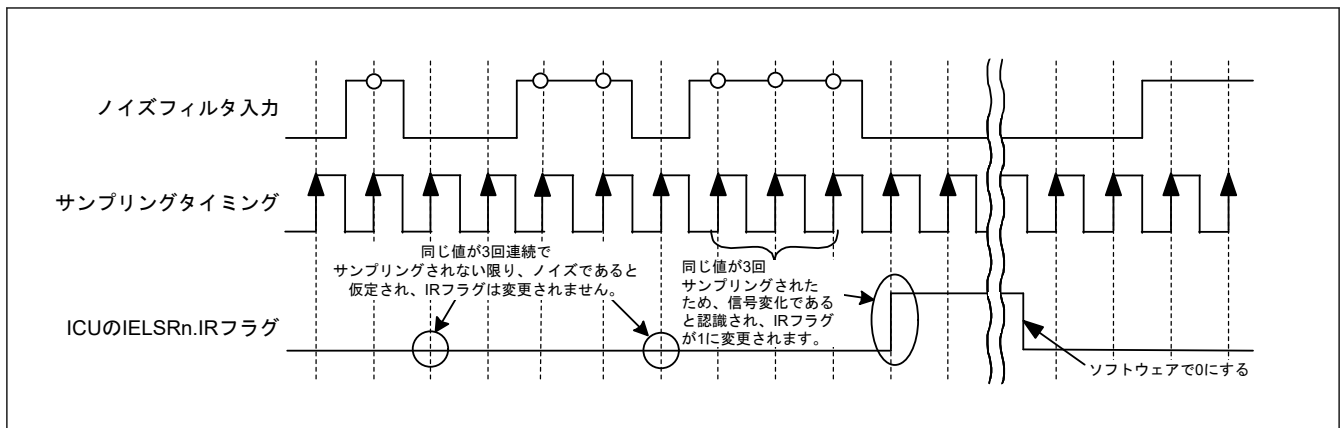 ノイズフィルタ入力
サンプリングタイミング
同じ値が3回連続で
サンプリングされない限り、ノイズであると
仮定され、IRフラグは変更されません。
同じ値が3回
サンプリングされた
ため、信号変化である
と認識され、IRフラグ
が1に変更されます。
ICUのIELSRn.IRフラグ
ソフトウェアで0にする